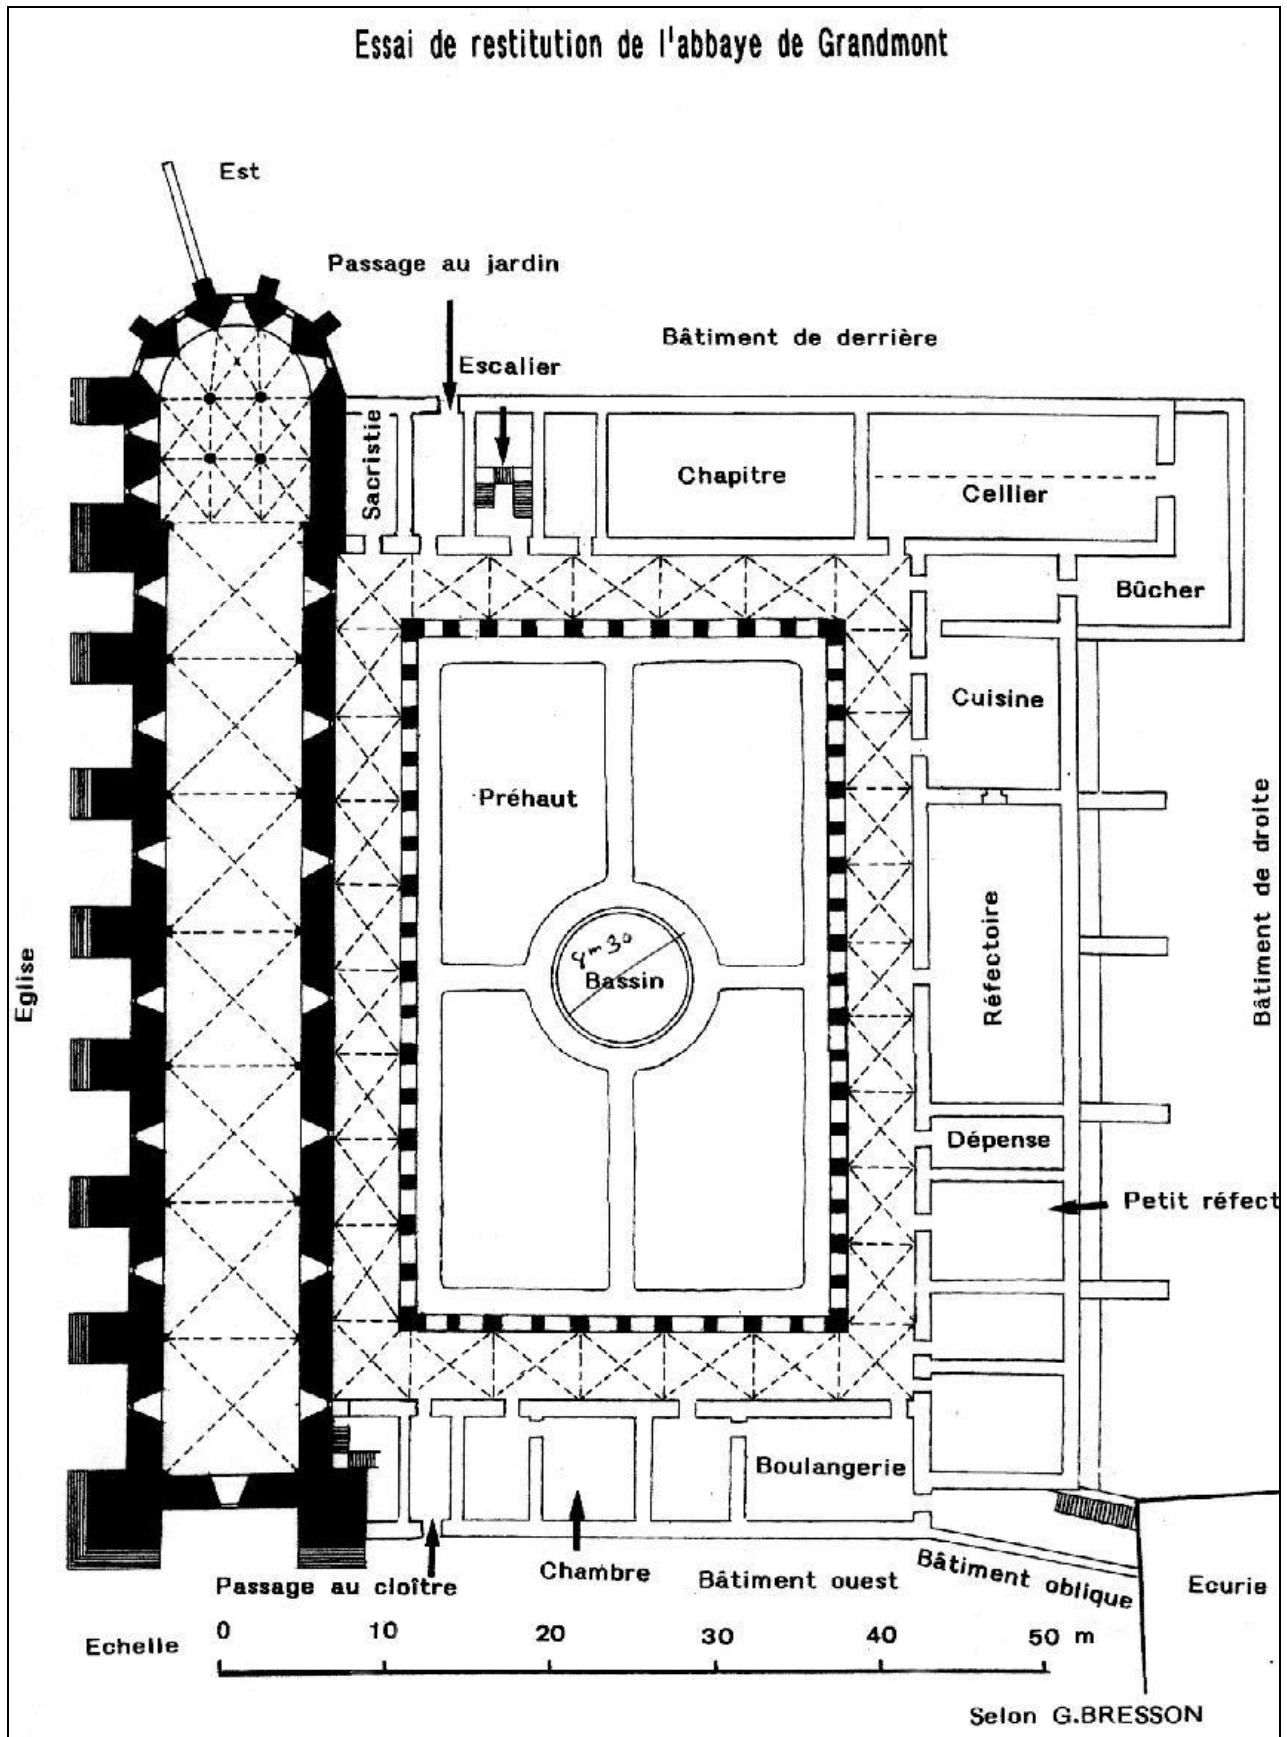 Essai de restitution de l'abbaye de Grandmont
Est
Passage au jardin
Bâtiment de derrière
Escalier
Sacristie
Chapitre
Cellier
Bûcher
Cuisine
Préhaut
Bâtiment de droite
Réfectoire
Eglise
8m30
Bassin
Dépense
Petit réfect
Boulangerie
Passage au cloître
Chambre
Bâtiment ouest
Bâtiment oblique
Ecurie
Echelle 0 10 20 30 40 50 m
Selon G.BRESSON